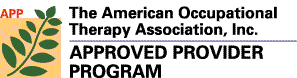 APP
The American Occupational
Therapy Association, Inc.
APPROVED PROVIDER
PROGRAM